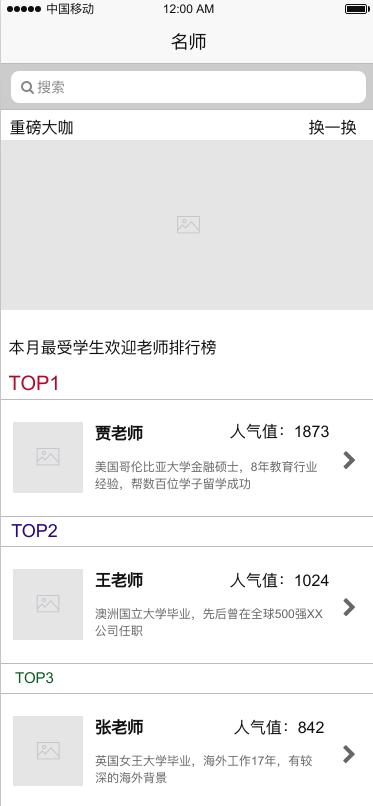 中国移动 12:00 AM
名师
搜索
重磅大咖 换一换
本月最受学生欢迎老师排行榜
TOP1
贾老师 人气值：1873
美国哥伦比亚大学金融硕士，8年教育行业
经验，帮数百位学子留学成功
TOP2
王老师 人气值：1024
澳洲国立大学毕业，先后曾在全球500强XX
公司任职
TOP3
张老师 人气值：842
英国女王大学毕业，海外工作17年，有较
深的海外背景